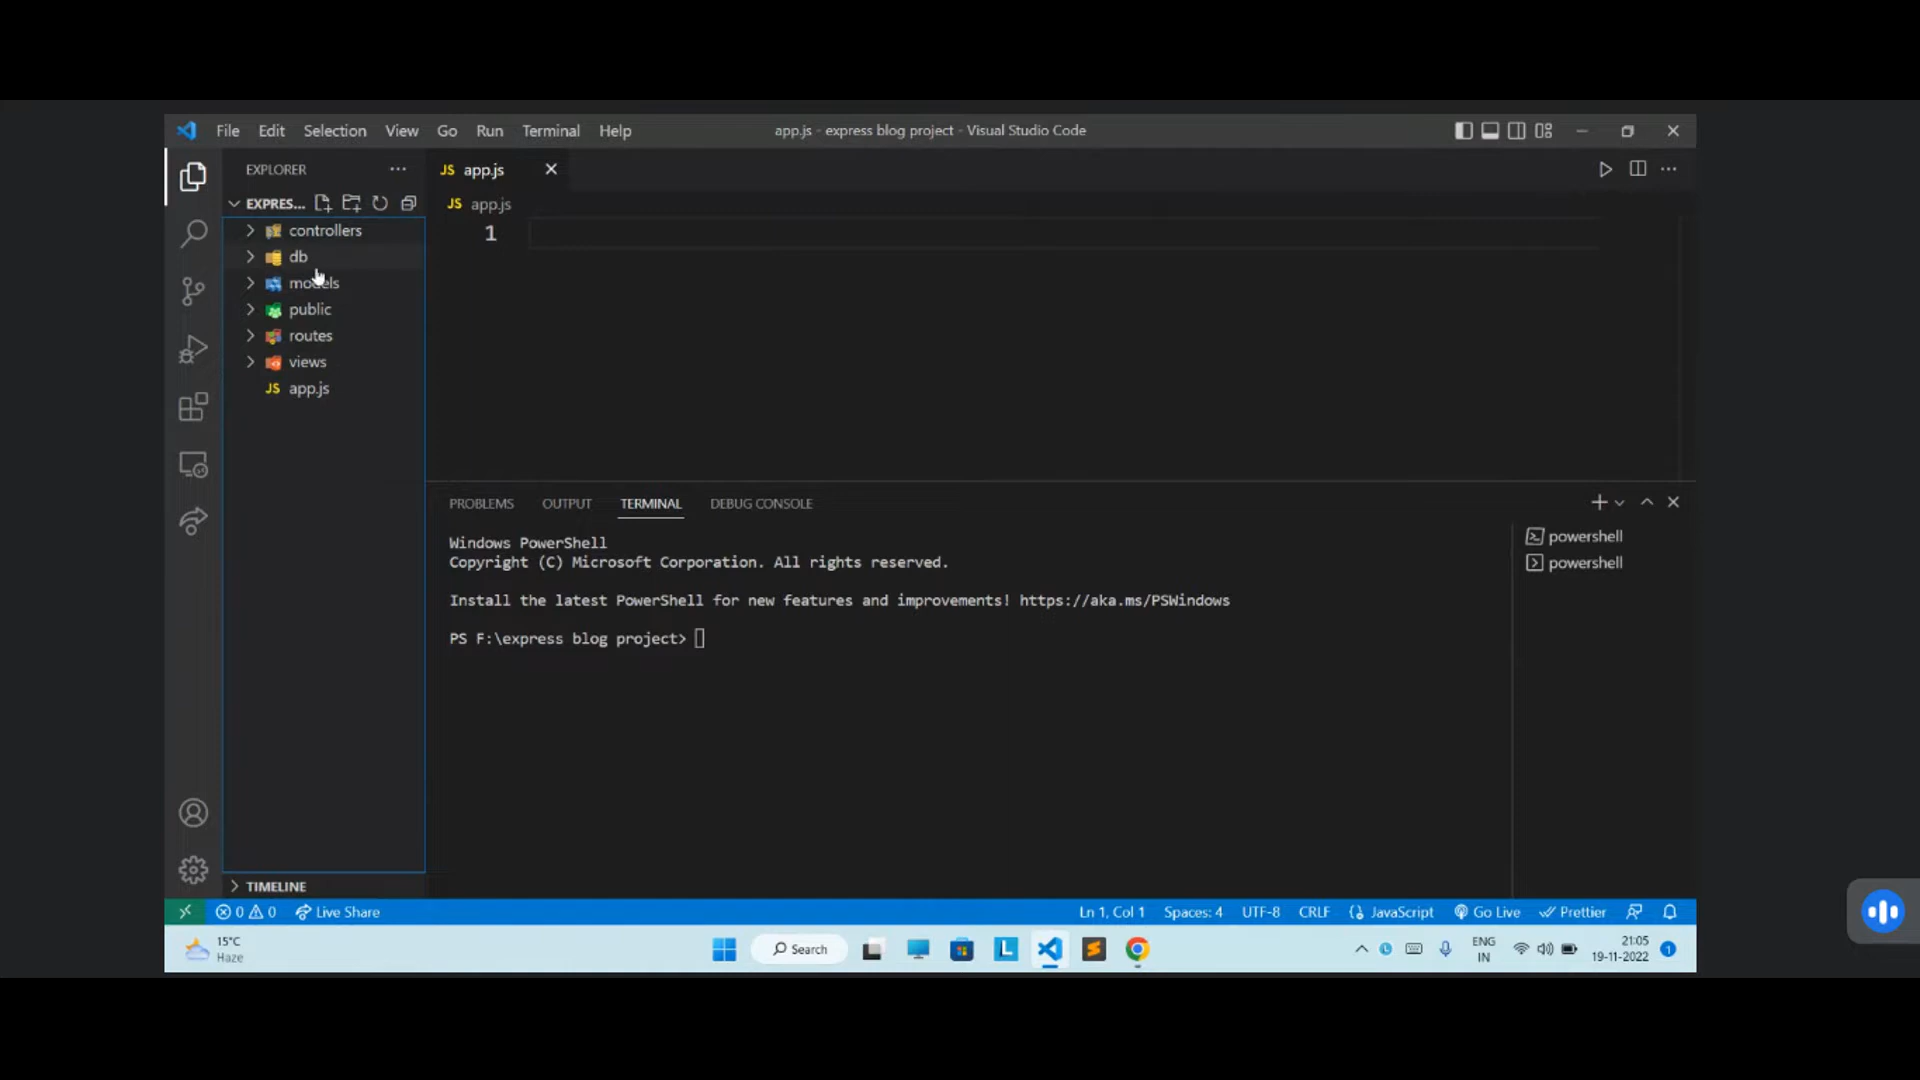 File Edit Selection View Go Run Terminal Help
app.js - express blog project - Visual Studio Code
EXPLORER
EXPRES...
controllers
db
models
public
routes
views
JS app.js
TIMELINE
JS app.js
JS app.js
1
PROBLEMS OUTPUT TERMINAL DEBUG CONSOLE
Windows PowerShell
Copyright (C) Microsoft Corporation. All rights reserved.
Install the latest PowerShell for new features and improvements! https://aka.ms/PSWindows
PS F:\express blog project>
powershell
powershell
0 0 Live Share
Ln 1, Col 1 Spaces: 4 UTF-8 CRLF JavaScript Go Live Prettier
15°C
Haze
Search
L
ENG
IN
21:05
19-11-2022
1